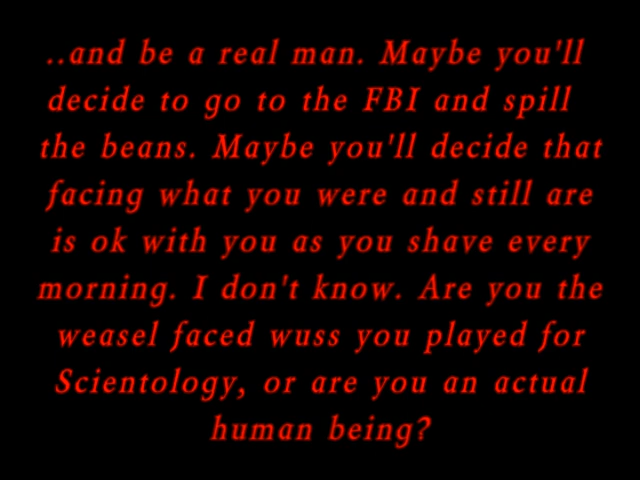 ..and be a real man. Maybe you'll
decide to go to the FBI and spill
the beans. Maybe you'll decide that
facing what you were and still are
is ok with you as you shave every
morning. I don't know. Are you the
weasel faced wuss you played for
Scientology, or are you an actual
human being?